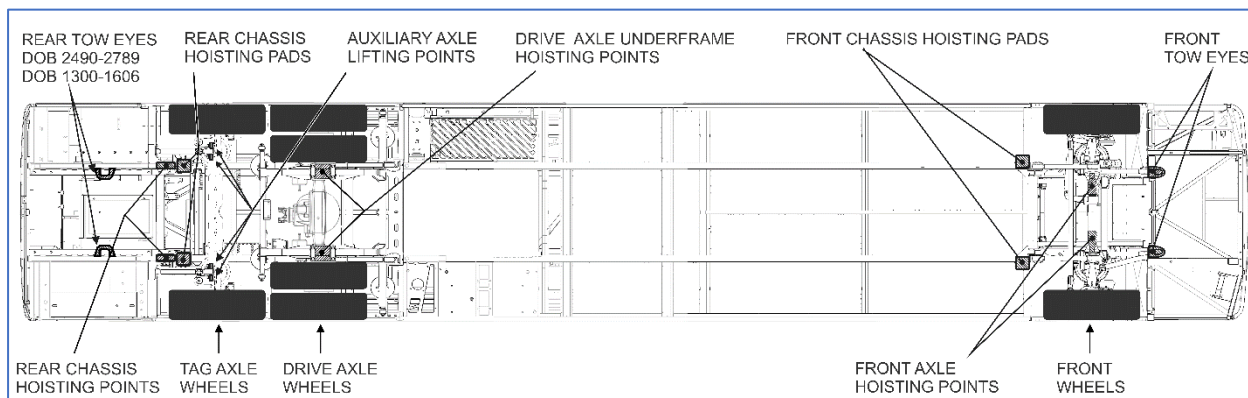 REAR TOW EYES
DOB 2490-2789
DOB 1300-1606
REAR CHASSIS
HOISTING PADS
AUXILIARY AXLE
LIFTING POINTS
DRIVE AXLE UNDERFRAME
HOISTING POINTS
FRONT CHASSIS HOISTING PADS
FRONT
TOW EYES
REAR CHASSIS
HOISTING POINTS
TAG AXLE
WHEELS
DRIVE AXLE
WHEELS
FRONT AXLE
HOISTING POINTS
FRONT
WHEELS